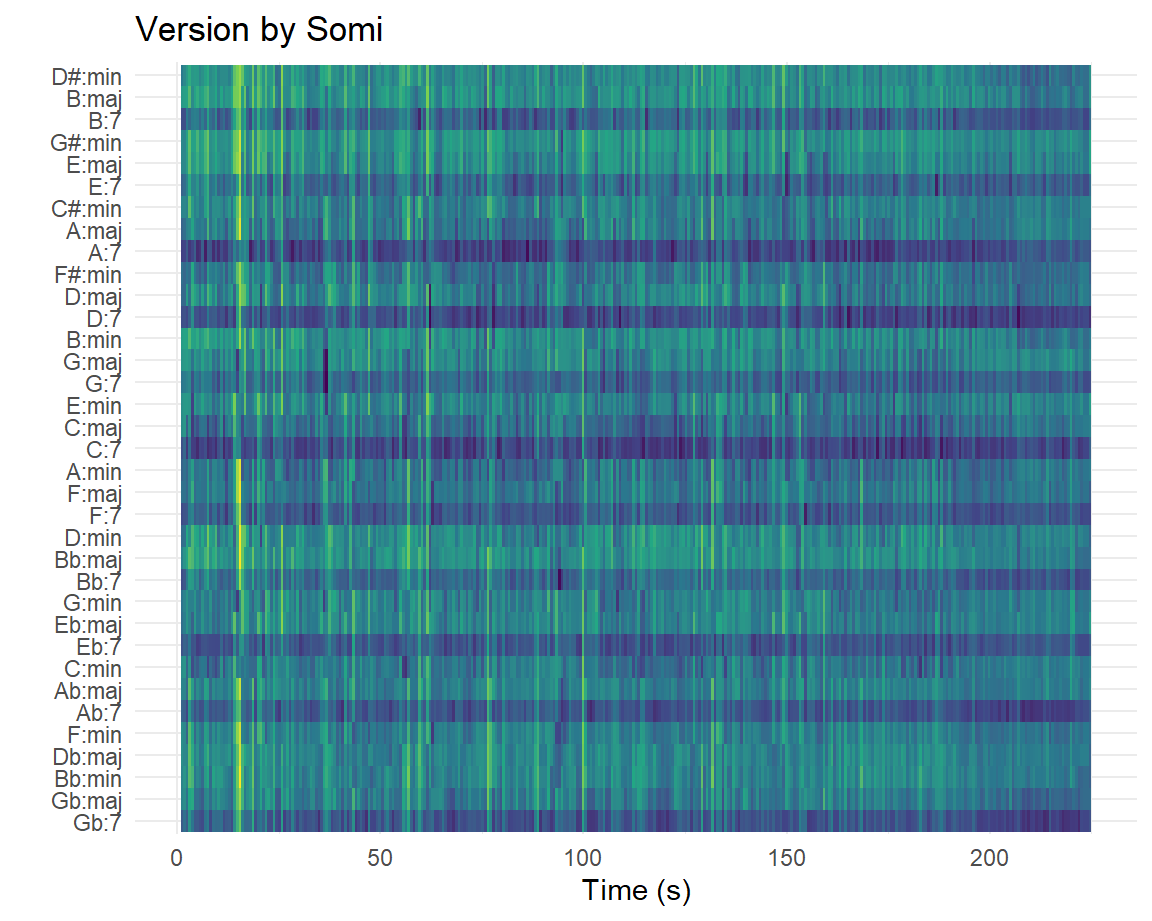 Version by Somi
D#:min
B:maj
B:7
G#:min
E:maj
E:7
C#:min
A:maj
A:7
F#:min
D:maj
D:7
B:min
G:maj
G:7
E:min
C:maj
C:7
A:min
F:maj
F:7
D:min
Bb:maj
Bb:7
G:min
Eb:maj
Eb:7
C:min
Ab:maj
Ab:7
F:min
Db:maj
Bb:min
Gb:maj
Gb:7
0 50 100 150 200
Time (s)